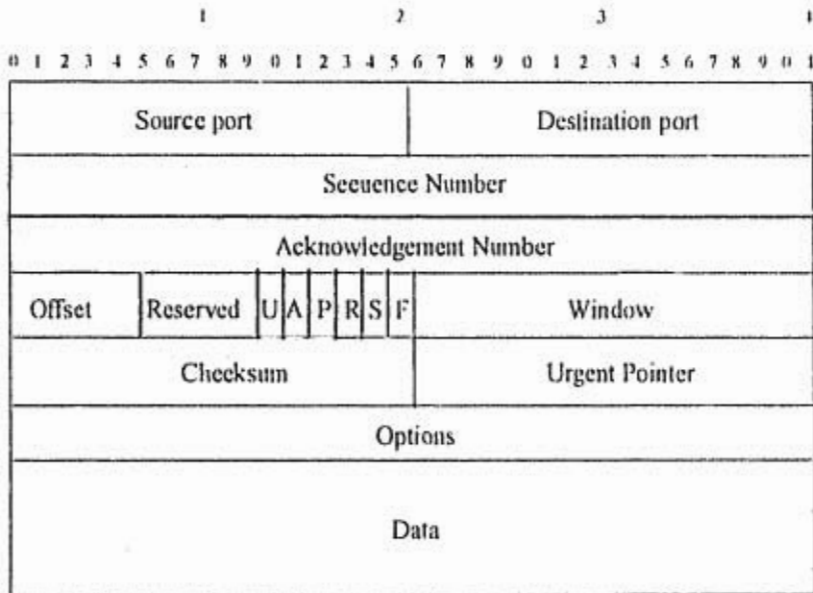 1 2 3 4
0 1 2 3 4 5 6 7 8 9 0 1 2 3 4 5 6 7 8 9 0 1 2 3 4 5 6 7 8 9 0 1
Source port Destination port
Secuence Number
Acknowledgement Number
Offset Reserved U A P R S F Window
Checksum Urgent Pointer
Options
Data